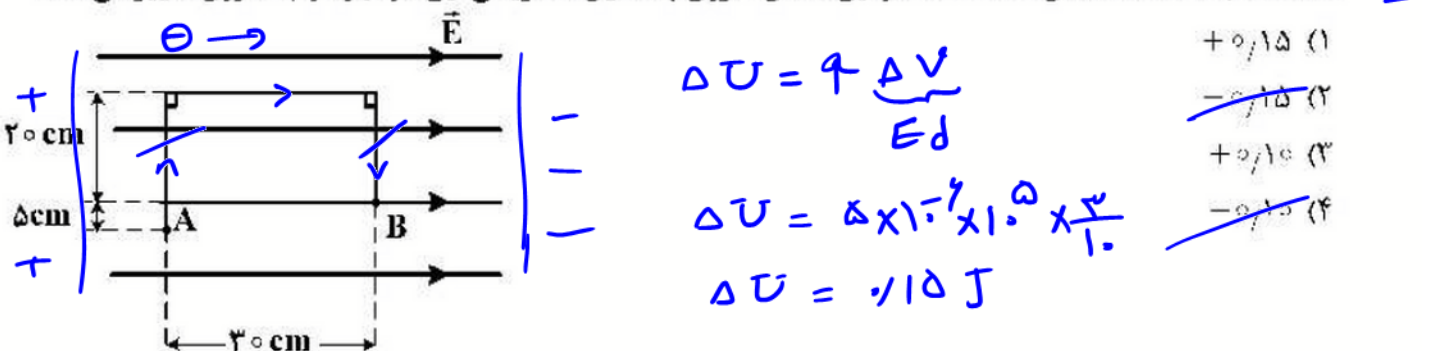 ⊖ →
E
+
۲۰ cm
۵cm
A
B
+
۳۰ cm
ΔU = q ΔV
Ed
ΔU = ۵×۱۰⁻⁶×۱۰⁵×۳/۱۰
ΔU = ۰/۱۵ J
۱) +۰٫۱۵
۲) -۰٫۱۵
۳) +۰٫۱۰
۴) -۰٫۱۰